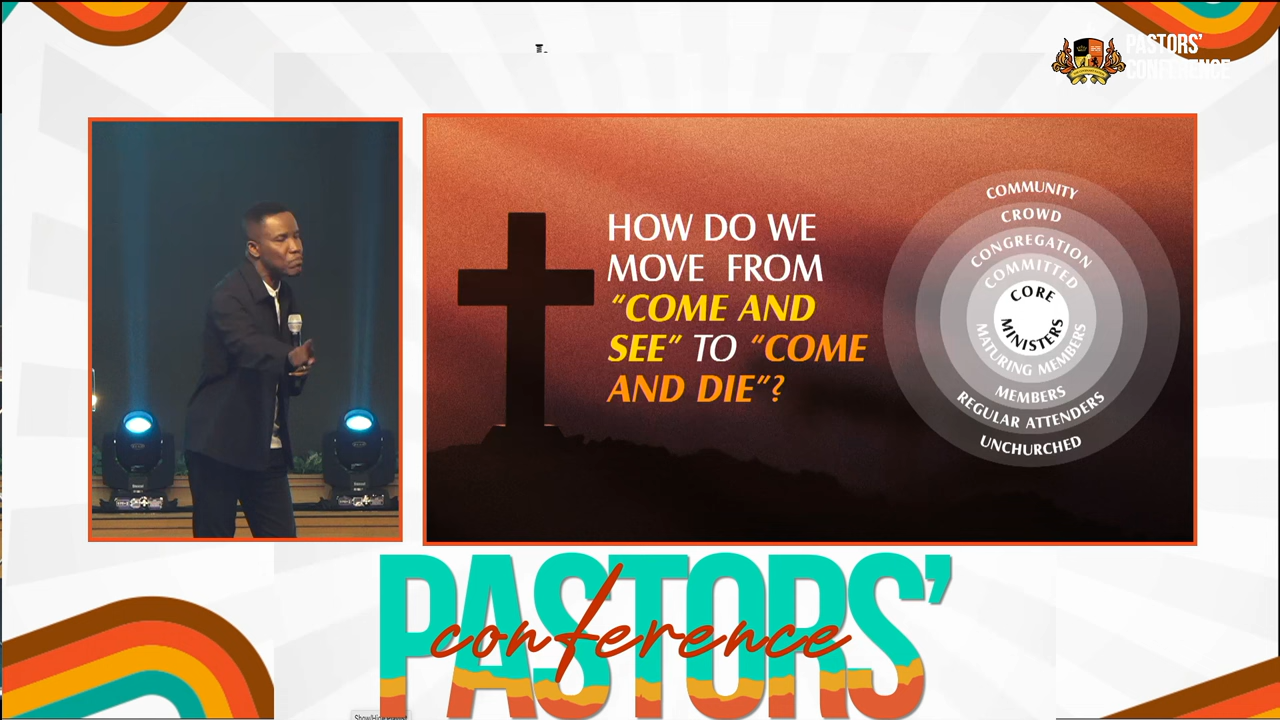 PASTORS'
CONFERENCE
HOW DO WE
MOVE FROM
“COME AND
SEE” TO “COME
AND DIE”?
COMMUNITY
CROWD
CONGREGATION
COMMITTED
CORE
MINISTERS
MATURING MEMBERS
MEMBERS
REGULAR ATTENDERS
UNCHURCHED
PASTORS’
conference